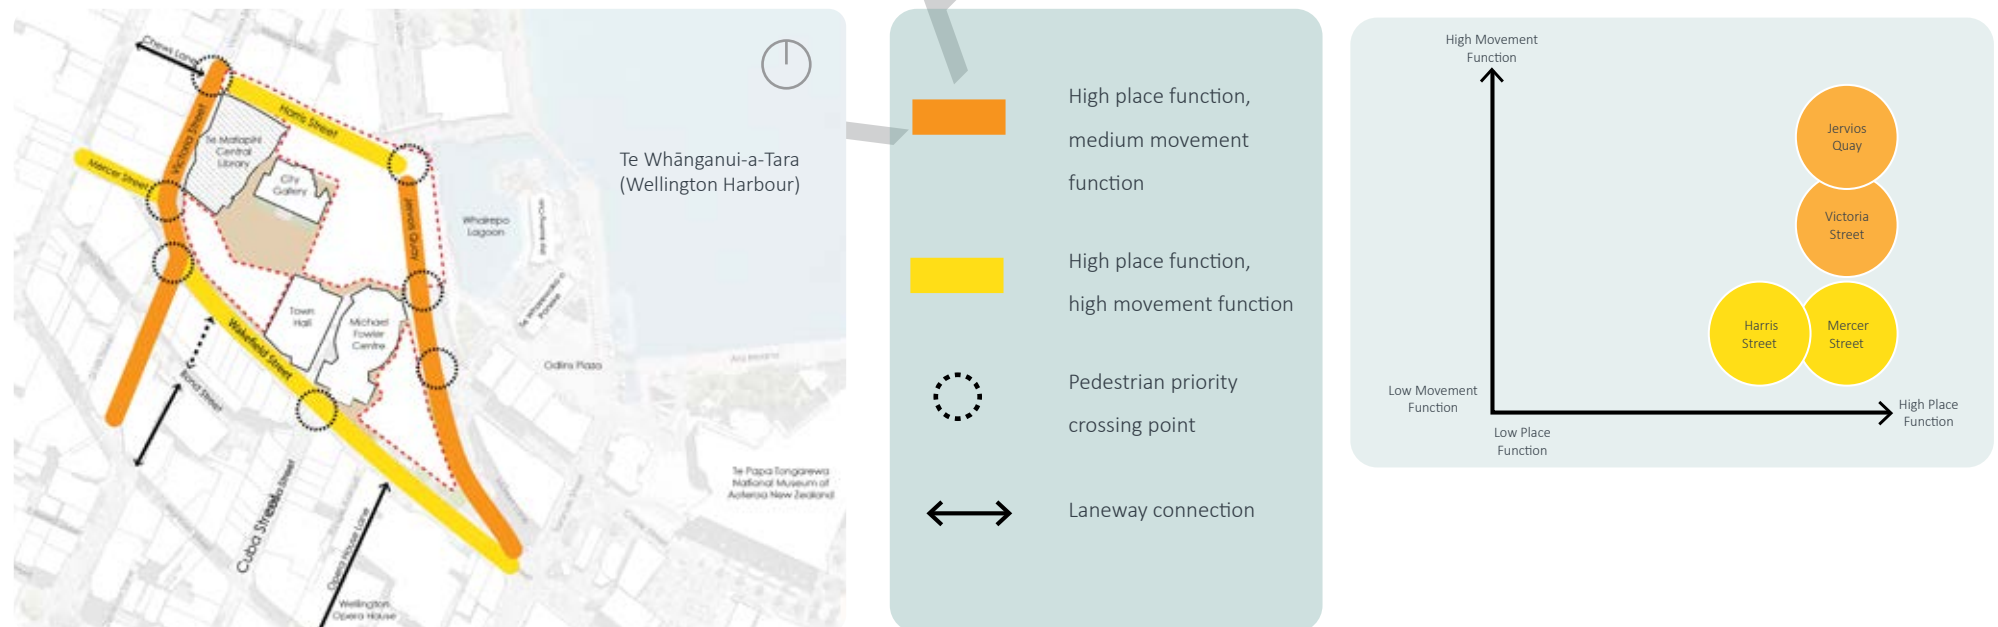 Chews Lane
Harris Street
Victoria Street
Te Matapihi
Central
Library
Mercer Street
City
Gallery
Te Whānganui-a-Tara
(Wellington Harbour)
Whairepo
Lagoon
Jervois Quay
Town
Hall
Michael
Fowler
Centre
Wakefield Street
Bond Street
Odlins Plaza
Cuba Street
Opera House Lane
Te Papa Tongarewa
National Museum of
Aotearoa New Zealand
Wellington
Opera House
High place function,
medium movement
function
High place function,
high movement function
Pedestrian priority
crossing point
Laneway connection
High Movement
Function
Jervios
Quay
Victoria
Street
Harris
Street
Mercer
Street
Low Movement
Function
High Place
Function
Low Place
Function